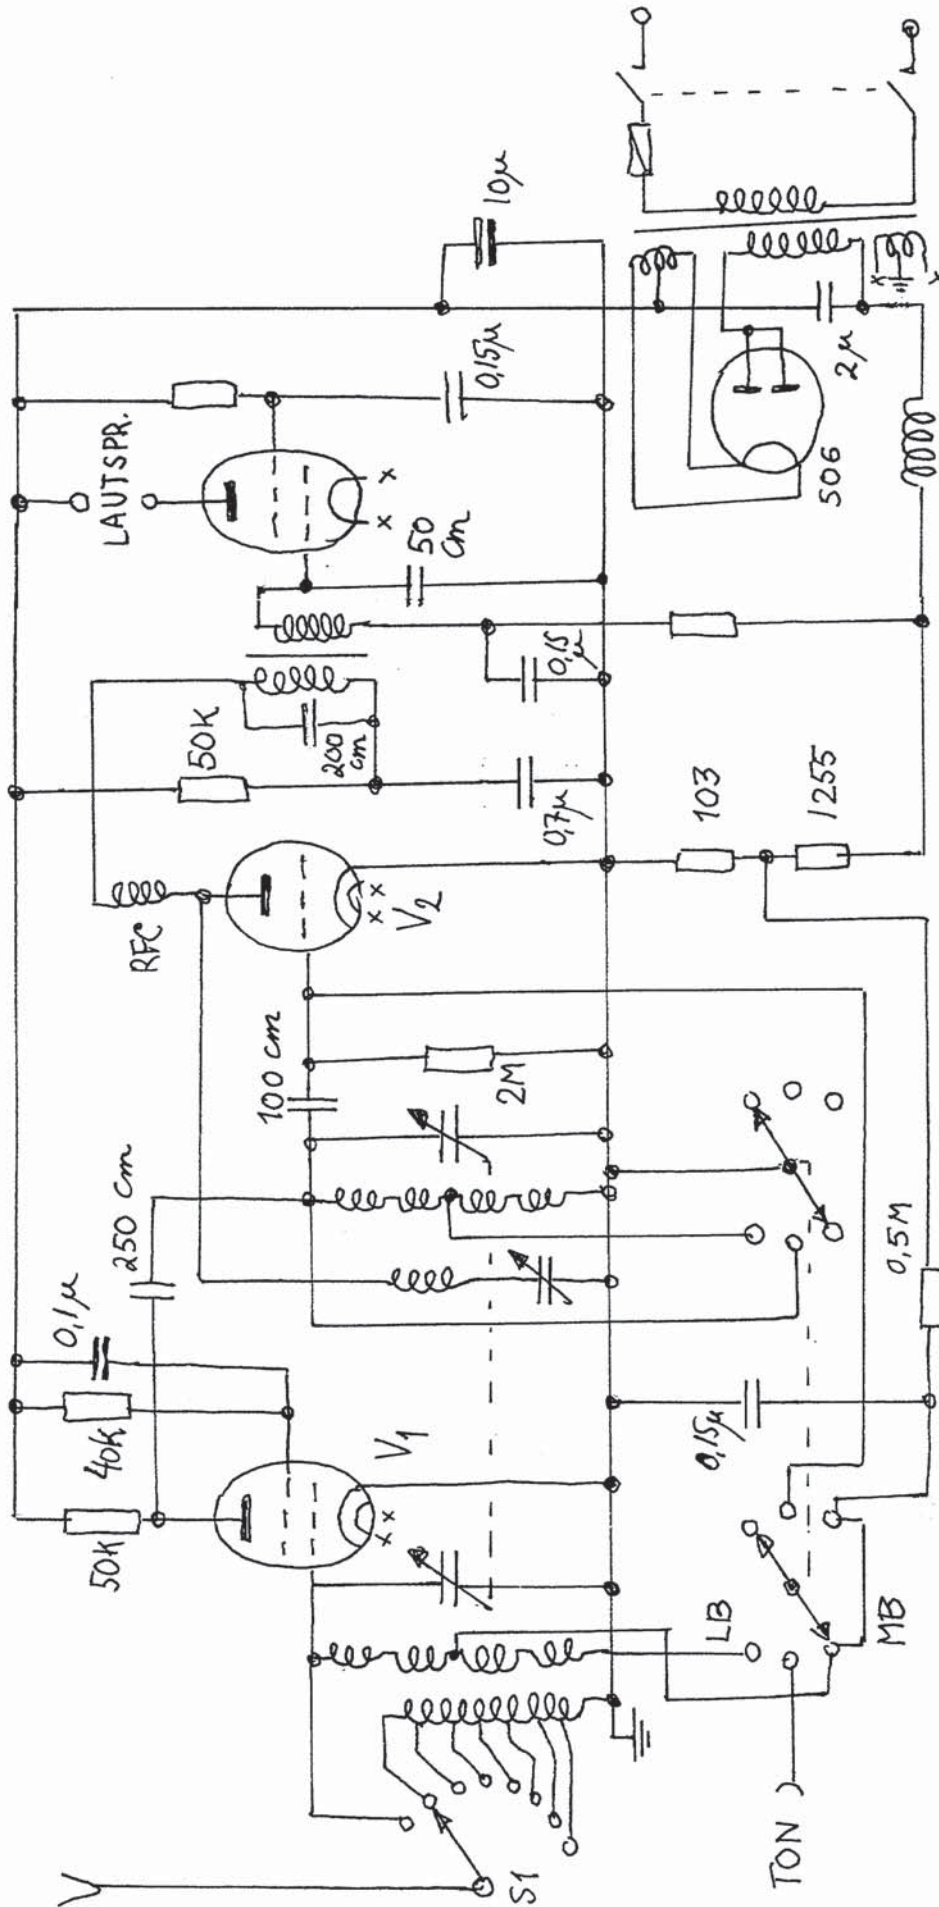 S1
TON
LB
MB
50K
40K
0,1µ
V1
250 cm
100 cm
2M
0,15µ
0,5M
RFC
V2
50K
200
cm
0,7µ
103
1255
LAUTSPR.
x x
50
cm
0,15
µ
0,15µ
10µ
506
2µ
x x
x x
x
x